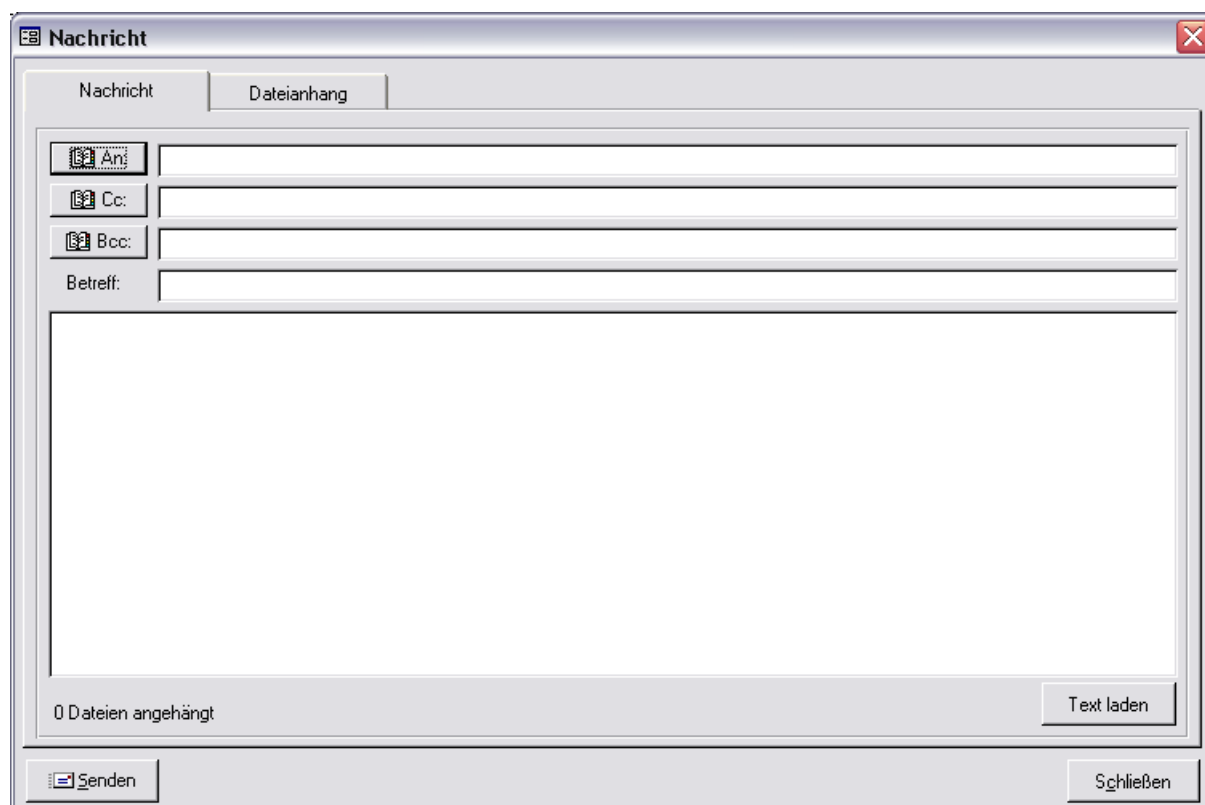 Nachricht
Nachricht
Dateianhang
An:
Cc:
Bcc:
Betreff:
0 Dateien angehängt
Text laden
Senden
Schließen